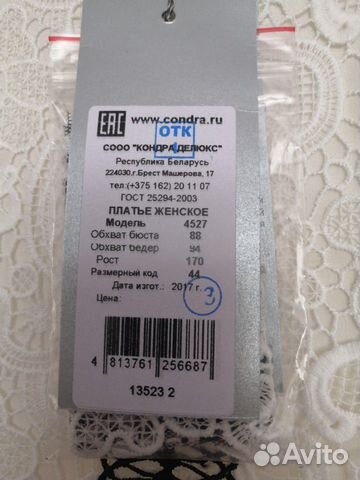 EAC www.condra.ru
ОТК
СООО "КОНДРА ДЕЛЮКС"
Республика Беларусь
224030,г.Брест Машерова, 17
тел:(+375 162) 20 11 07
ГОСТ 25294-2003
ПЛАТЬЕ ЖЕНСКОЕ
Модель 4527
Обхват бюста 88
Обхват бедер 94
Рост 170
Размерный код 44
Дата изгот.: 2017 г.
Цена:
3
4 813761 256687
13523 2
Avito